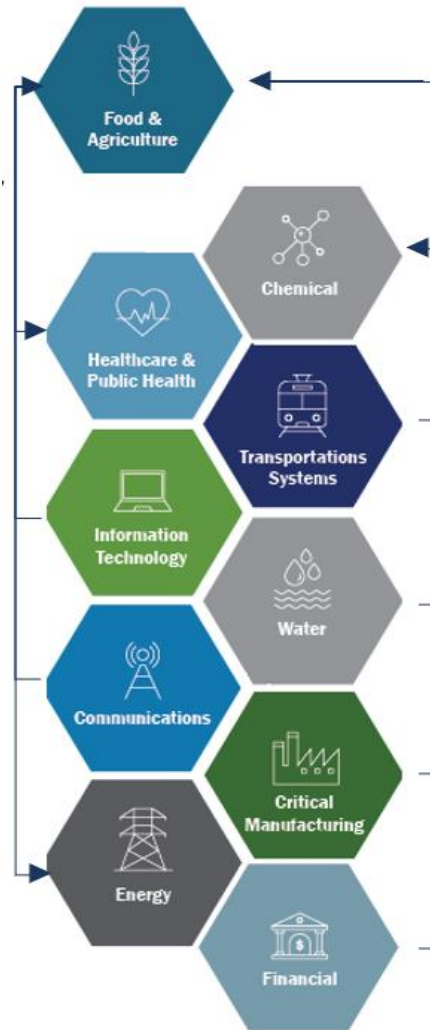 Food &
Agriculture
Chemical
Healthcare &
Public Health
Transportations
Systems
Information
Technology
Water
Communications
Critical
Manufacturing
Energy
$
Financial